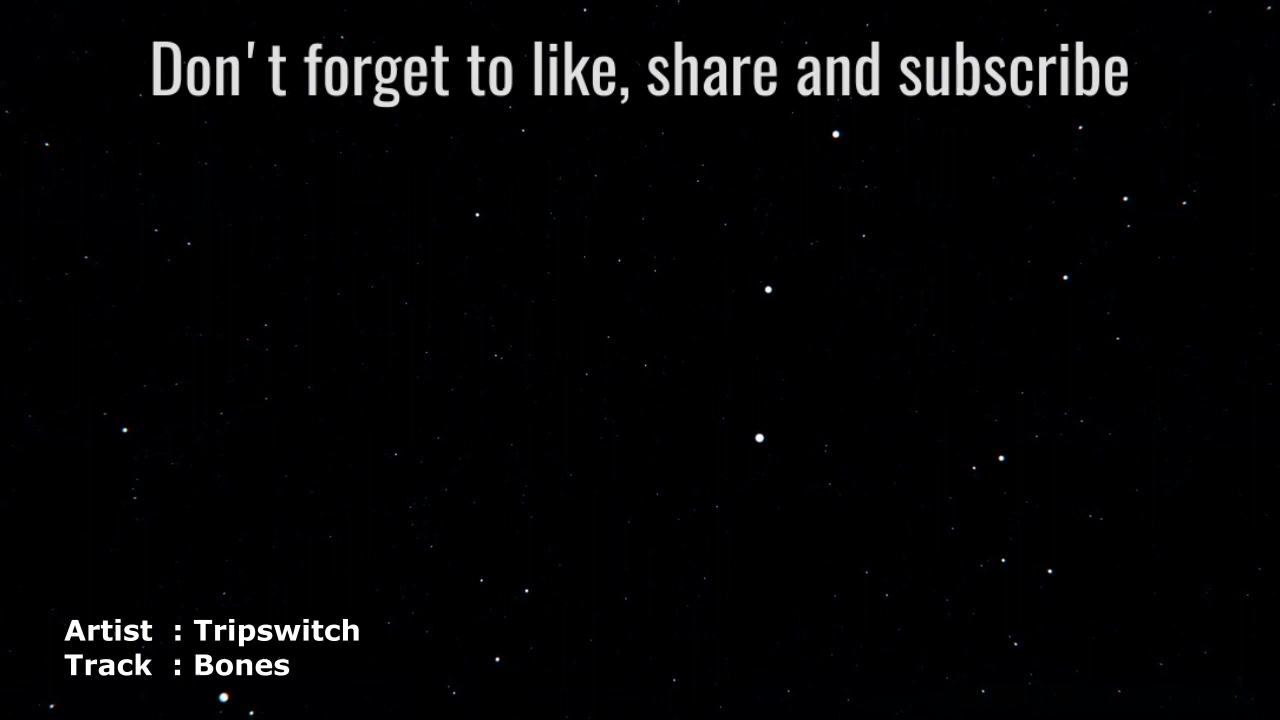 Don't forget to like, share and subscribe
Artist : Tripswitch
Track : Bones